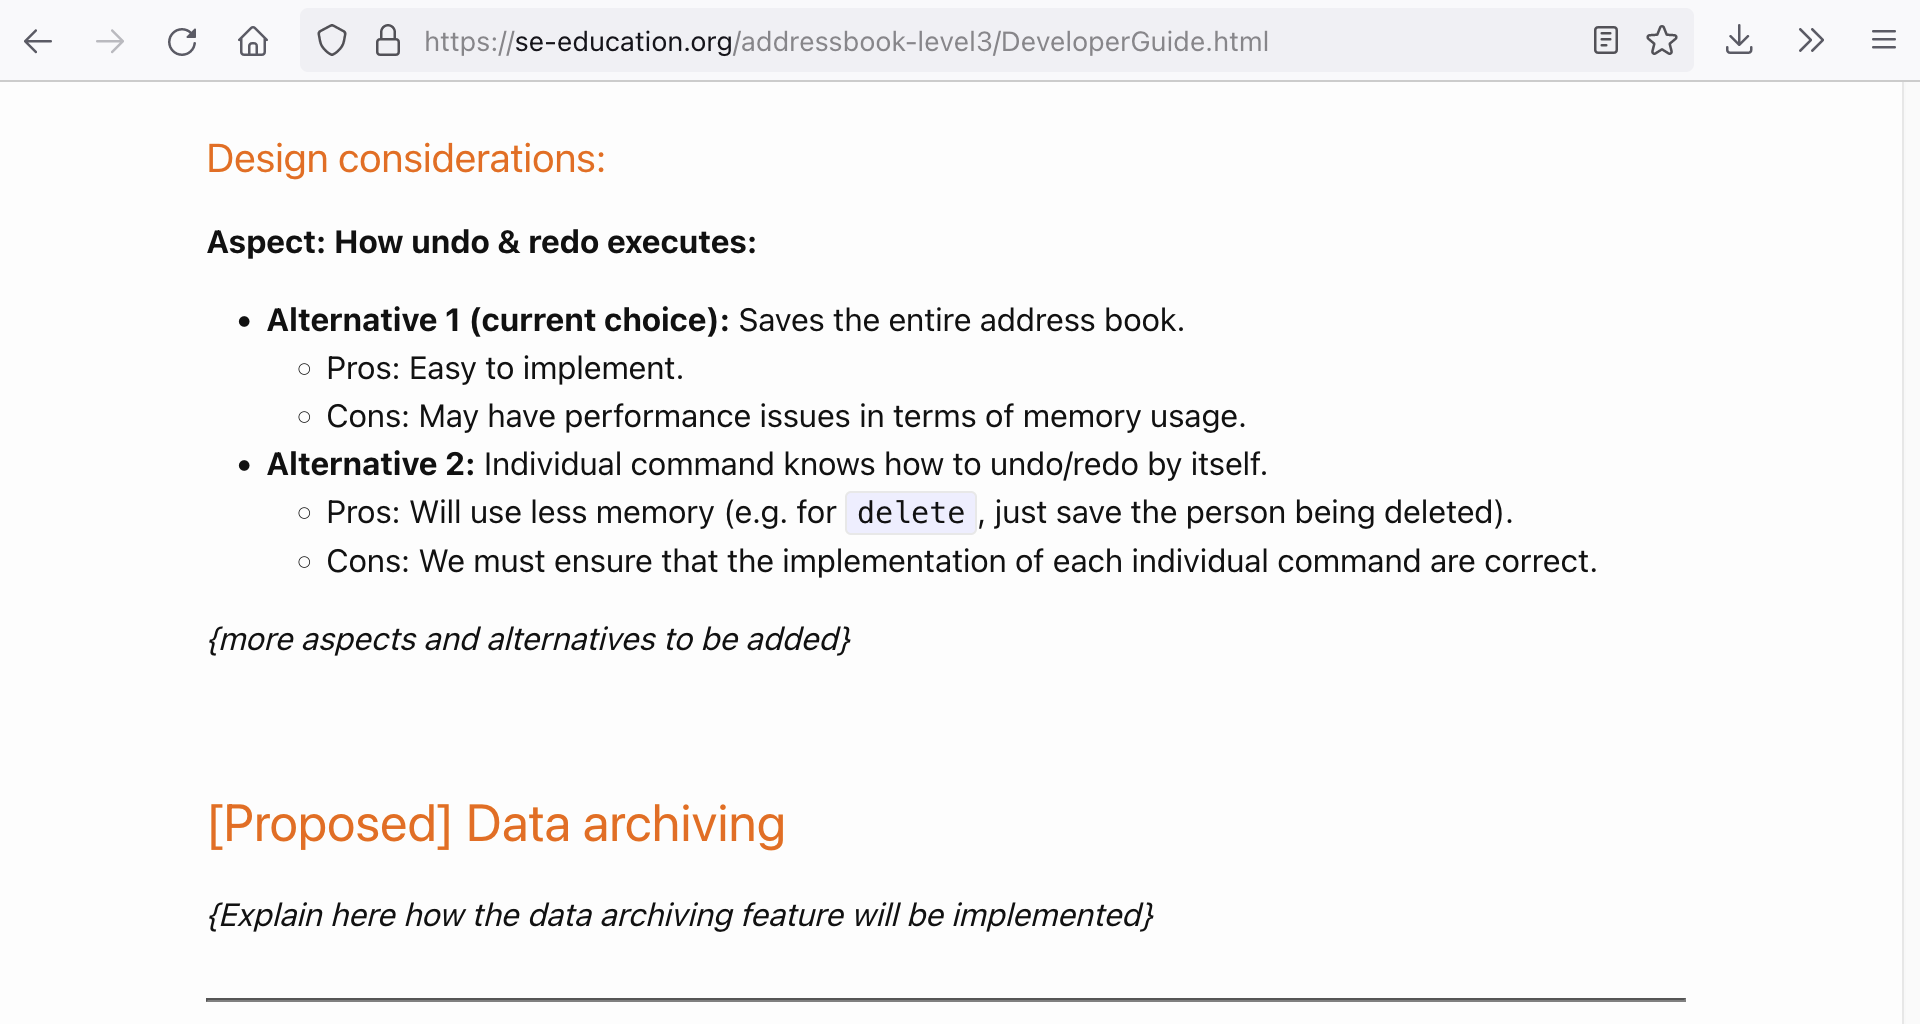 https://se-education.org/addressbook-level3/DeveloperGuide.html
Design considerations:
Aspect: How undo & redo executes:
Alternative 1 (current choice): Saves the entire address book.
Pros: Easy to implement.
Cons: May have performance issues in terms of memory usage.
Alternative 2: Individual command knows how to undo/redo by itself.
Pros: Will use less memory (e.g. for delete, just save the person being deleted).
Cons: We must ensure that the implementation of each individual command are correct.
{more aspects and alternatives to be added}
[Proposed] Data archiving
{Explain here how the data archiving feature will be implemented}